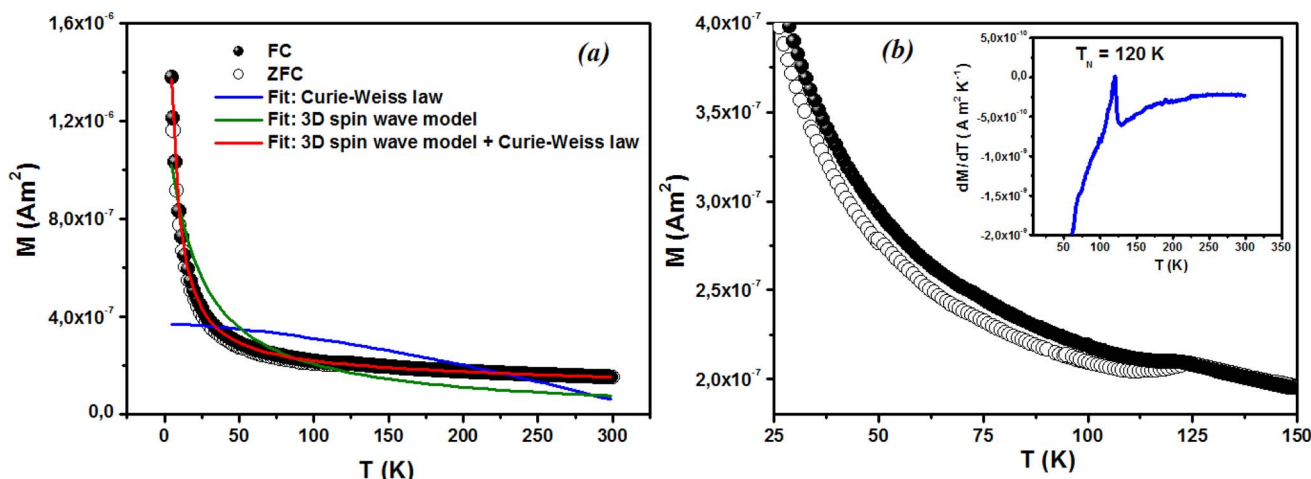 (a)
FC
ZFC
Fit: Curie-Weiss law
Fit: 3D spin wave model
Fit: 3D spin wave model + Curie-Weiss law
M (Am²)
1,6x10⁻⁶
1,2x10⁻⁶
8,0x10⁻⁷
4,0x10⁻⁷
0,0
0 50 100 150 200 250 300
T (K)
(b)
M (Am²)
4,0x10⁻⁷
3,5x10⁻⁷
3,0x10⁻⁷
2,5x10⁻⁷
2,0x10⁻⁷
25 50 75 100 125 150
T (K)
T_N = 120 K
dM/dT (A m² K⁻¹)
5,0x10⁻¹⁰
0,0
-5,0x10⁻¹⁰
-1,0x10⁻⁹
-1,5x10⁻⁹
-2,0x10⁻⁹
50 100 150 200 250 300 350
T (K)